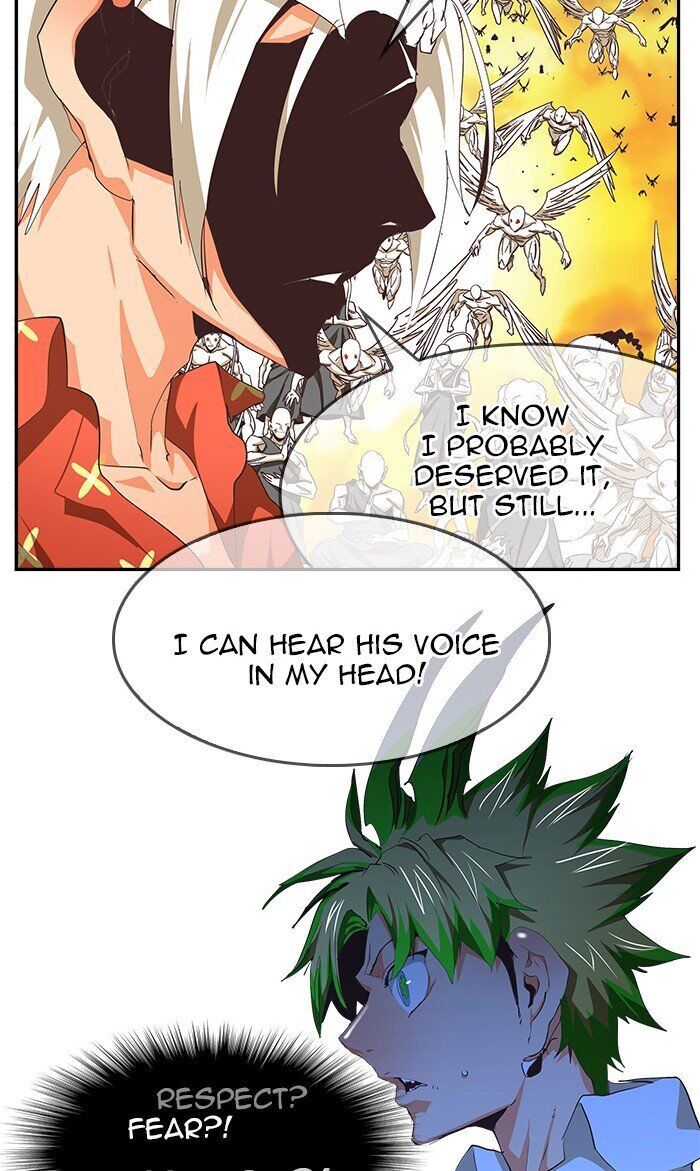 I KNOW
I PROBABLY
DESERVED IT,
BUT STILL...
I CAN HEAR HIS VOICE
IN MY HEAD!
RESPECT?
FEAR?!